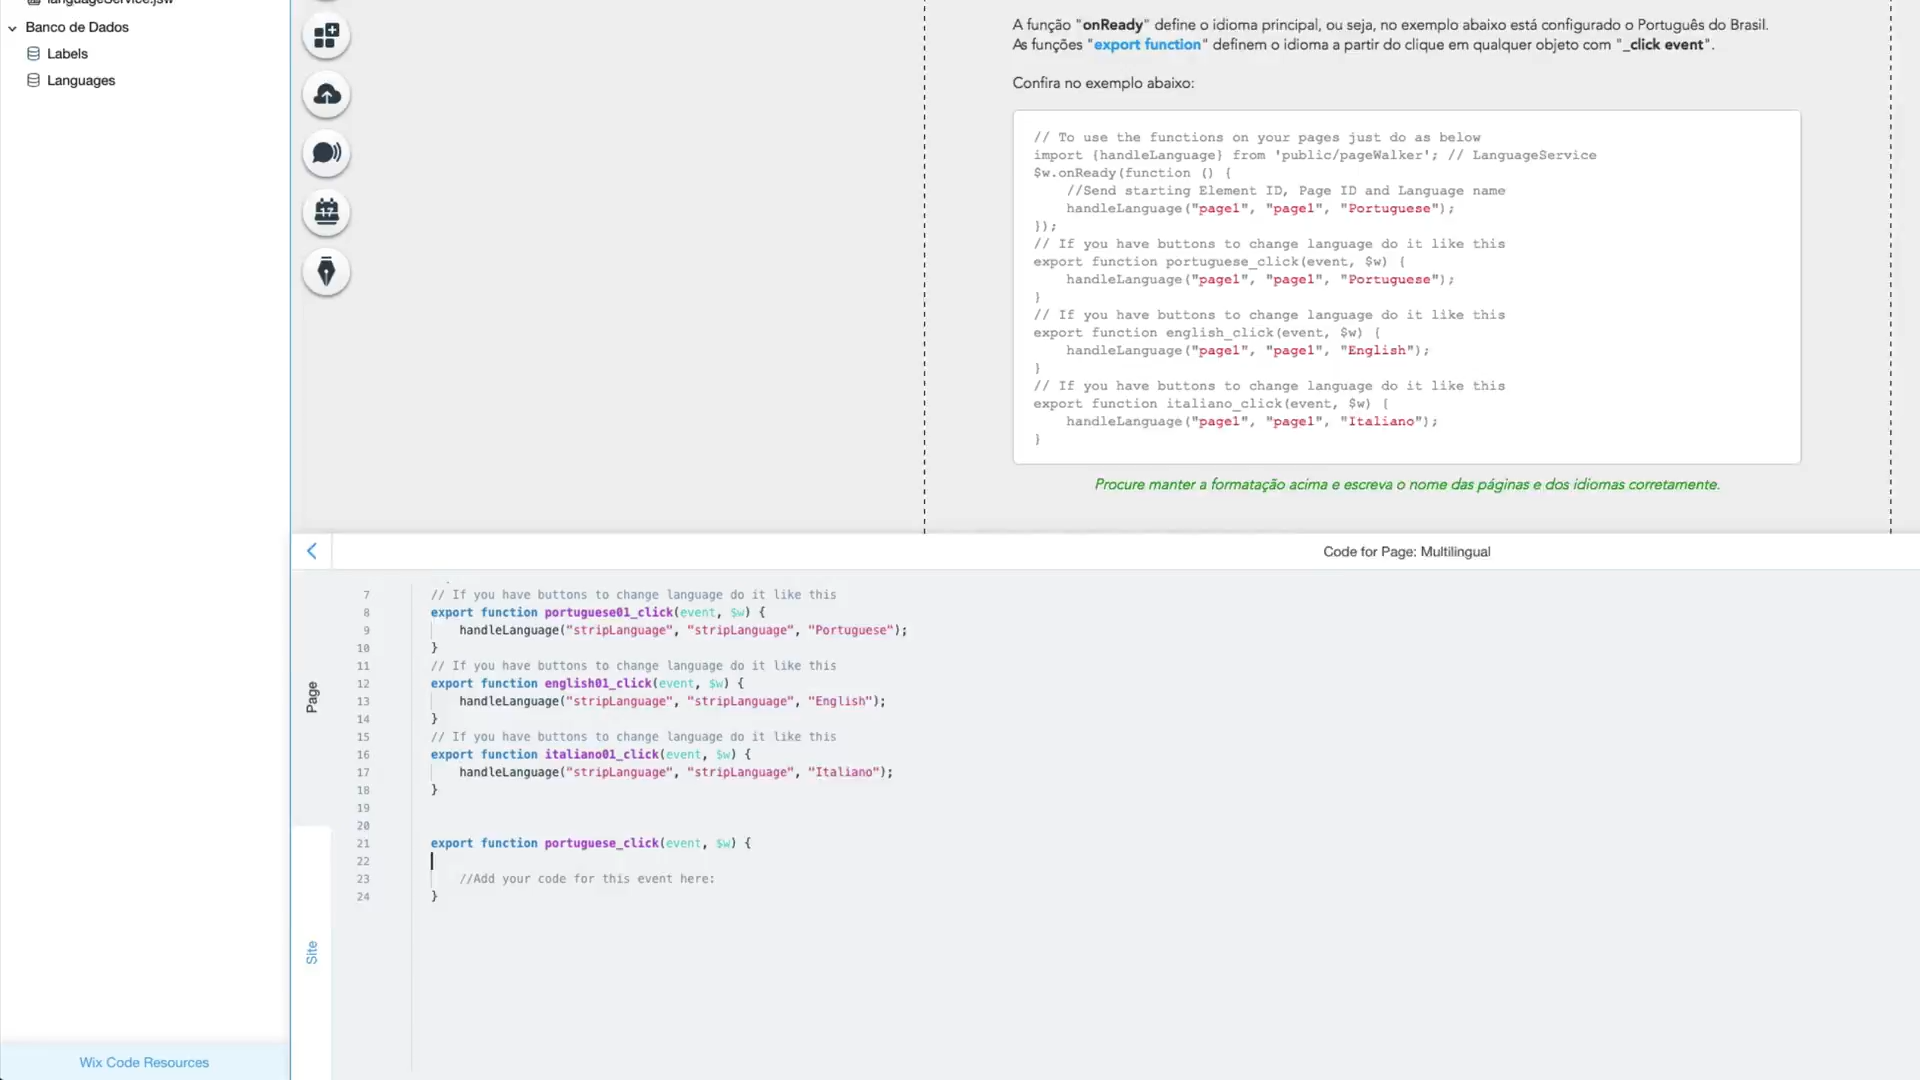 languageService.jsw
Banco de Dados
Labels
Languages
17
A função "onReady" define o idioma principal, ou seja, no exemplo abaixo está configurado o Português do Brasil.
As funções "export function" definem o idioma a partir do clique em qualquer objeto com "_click event".
Confira no exemplo abaixo:
// To use the functions on your pages just do as below
import {handleLanguage} from 'public/pageWalker'; // LanguageService
$w.onReady(function () {
//Send starting Element ID, Page ID and Language name
handleLanguage("page1", "page1", "Portuguese");
});
// If you have buttons to change language do it like this
export function portuguese_click(event, $w) {
handleLanguage("page1", "page1", "Portuguese");
}
// If you have buttons to change language do it like this
export function english_click(event, $w) {
handleLanguage("page1", "page1", "English");
}
// If you have buttons to change language do it like this
export function italiano_click(event, $w) {
handleLanguage("page1", "page1", "Italiano");
}
Procure manter a formatação acima e escreva o nome das páginas e dos idiomas corretamente.
Code for Page: Multilingual
Page
Site
7 // If you have buttons to change language do it like this
8 export function portuguese01_click(event, $w) {
9 handleLanguage("stripLanguage", "stripLanguage", "Portuguese");
10 }
11 // If you have buttons to change language do it like this
12 export function english01_click(event, $w) {
13 handleLanguage("stripLanguage", "stripLanguage", "English");
14 }
15 // If you have buttons to change language do it like this
16 export function italiano01_click(event, $w) {
17 handleLanguage("stripLanguage", "stripLanguage", "Italiano");
18 }
19
20
21 export function portuguese_click(event, $w) {
22
23 //Add your code for this event here:
24 }
Wix Code Resources